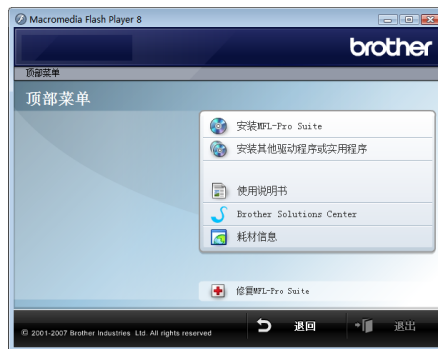 Macromedia Flash Player 8
brother
顶部菜单
顶部菜单
安装MFL-Pro Suite
安装其他驱动程序或实用程序
使用说明书
Brother Solutions Center
耗材信息
修复MFL-Pro Suite
© 2001-2007 Brother Industries Ltd. All rights reserved
退回
退出